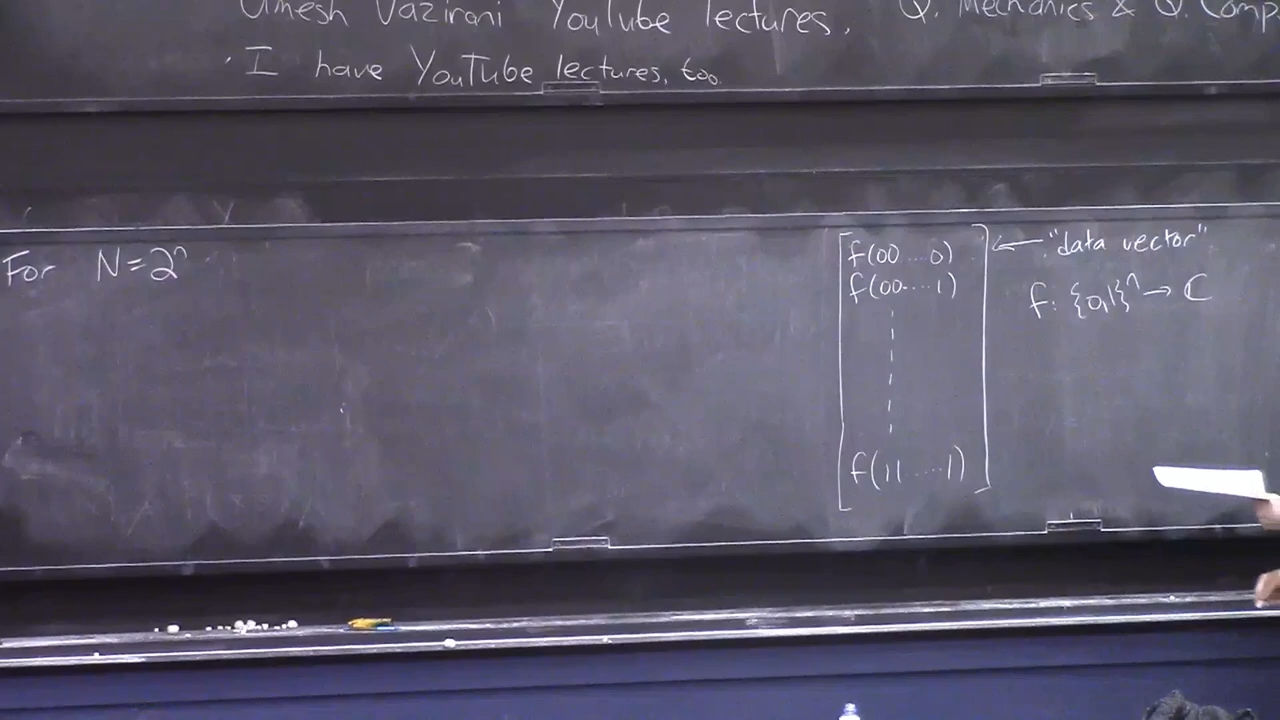 Umesh Vazirani YouTube lectures, Q. Mechanics & Q. Comp
· I have YouTube lectures, too.
For N=2ⁿ
f(00...0) ← "data vector"
f(00....1)
f: {0,1}ⁿ → ℂ
f(11....1)